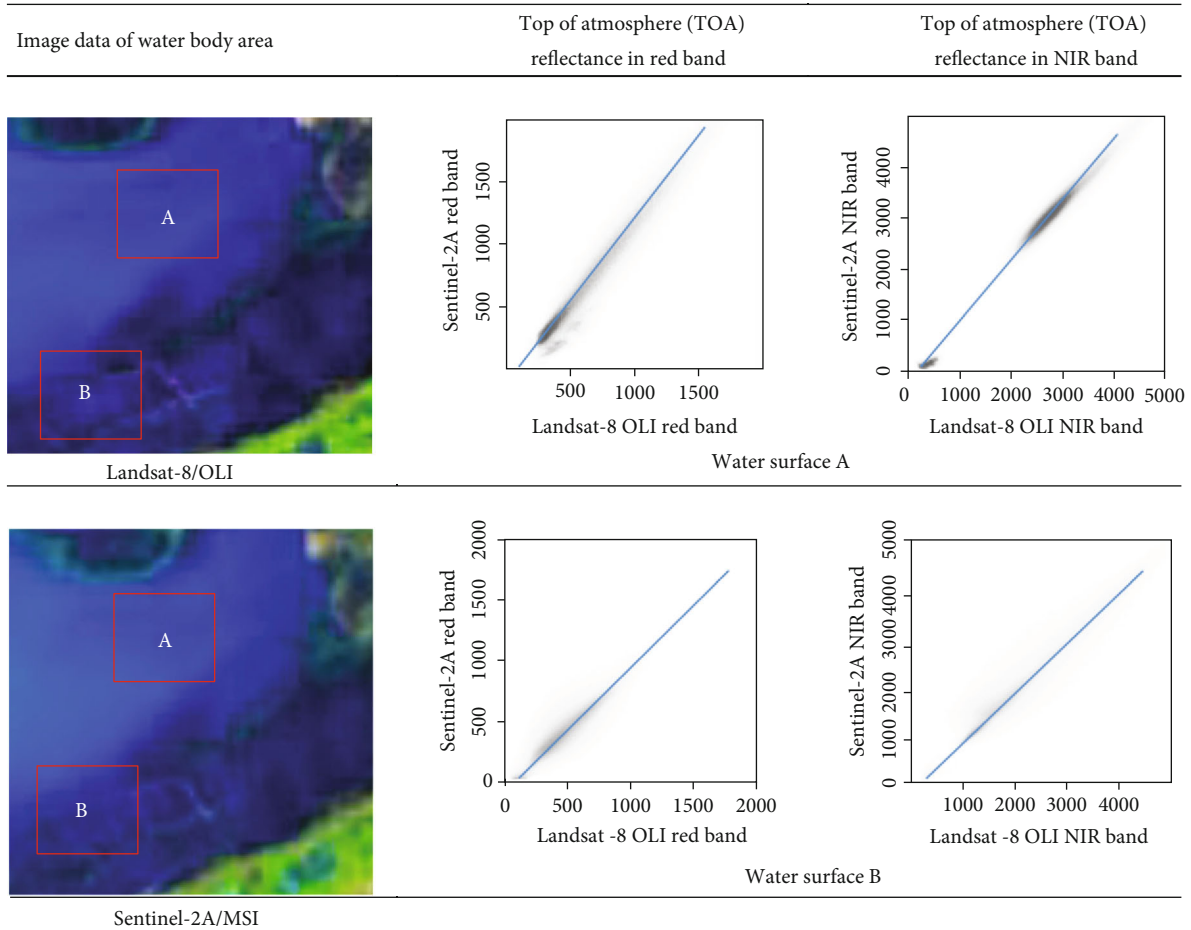 Image data of water body area
Top of atmosphere (TOA)
reflectance in red band
Top of atmosphere (TOA)
reflectance in NIR band
A
B
Landsat-8/OLI
Sentinel-2A red band
1500
1000
500
500
1500
Landsat-8 OLI red band
Sentinel-2A NIR band
4000
3000
2000
1000
0
0
1000
2000
3000
4000
5000
Landsat-8 OLI NIR band
Water surface A
A
B
Sentinel-2A/MSI
Sentinel-2A red band
2000
1500
1000
500
0
0
500
1000
1500
2000
Landsat -8 OLI red band
Sentinel-2A NIR band
5000
4000
3000
2000
1000
0
1000
2000
3000
4000
Landsat -8 OLI NIR band
Water surface B